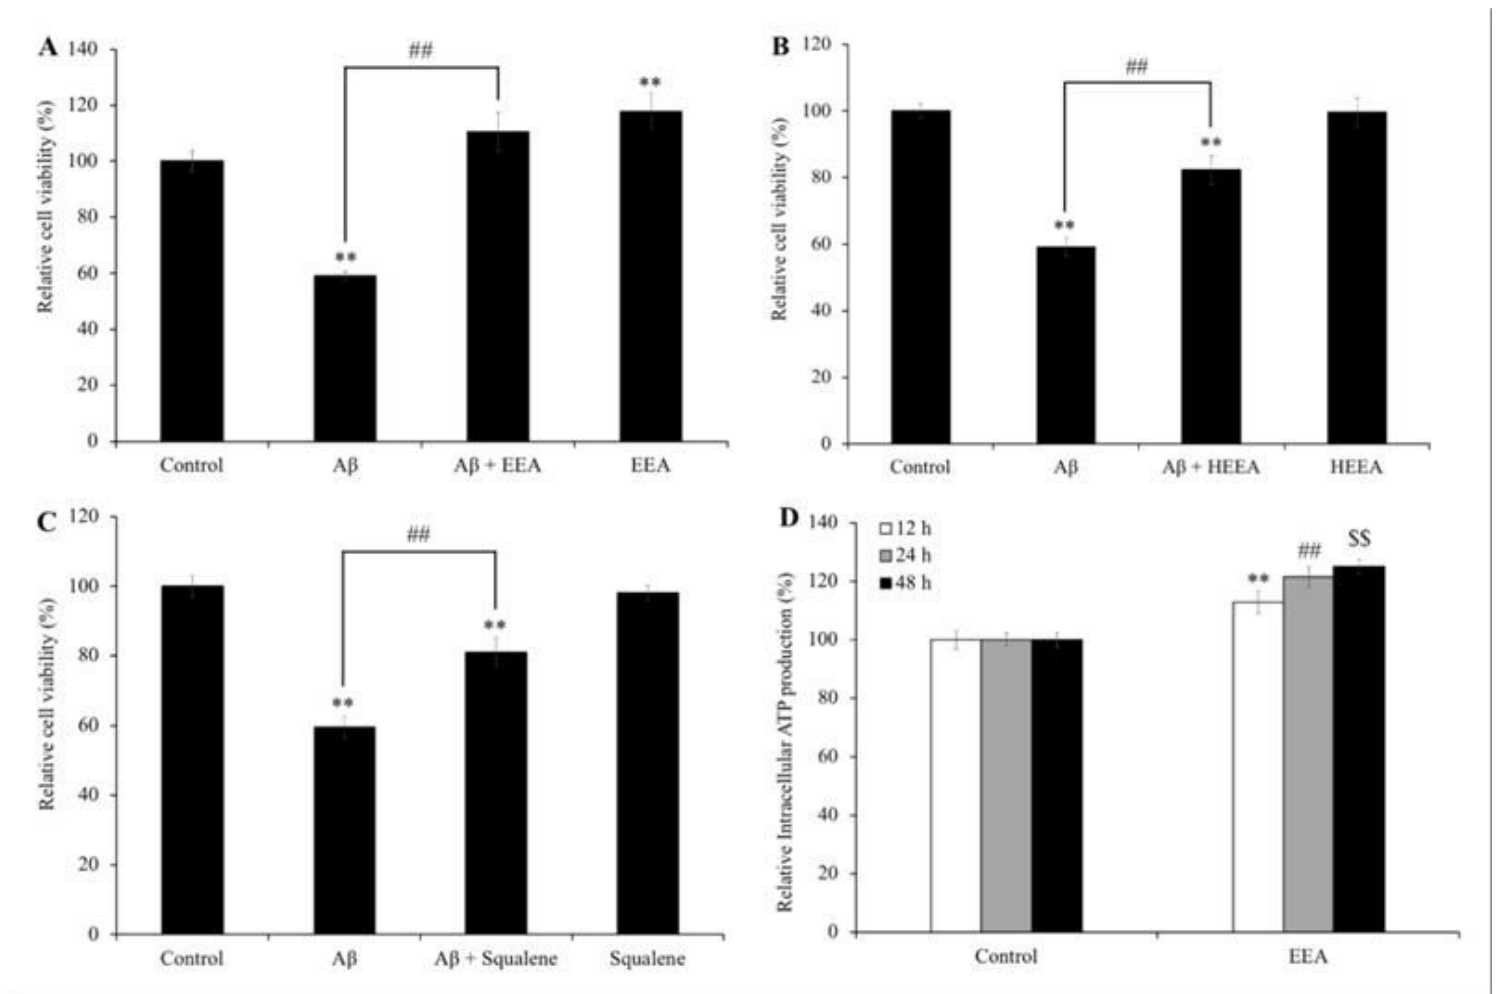 A
Relative cell viability (%)
140
120
100
80
60
40
20
0
##
**
**
Control Aβ Aβ + EEA EEA
B
Relative cell viability (%)
120
100
80
60
40
20
0
##
**
**
Control Aβ Aβ + HEEA HEEA
C
Relative cell viability (%)
120
100
80
60
40
20
0
##
**
**
Control Aβ Aβ + Squalene Squalene
D
Relative Intracellular ATP production (%)
140
120
100
80
60
40
20
0
12 h
24 h
48 h
** ## $$
Control EEA